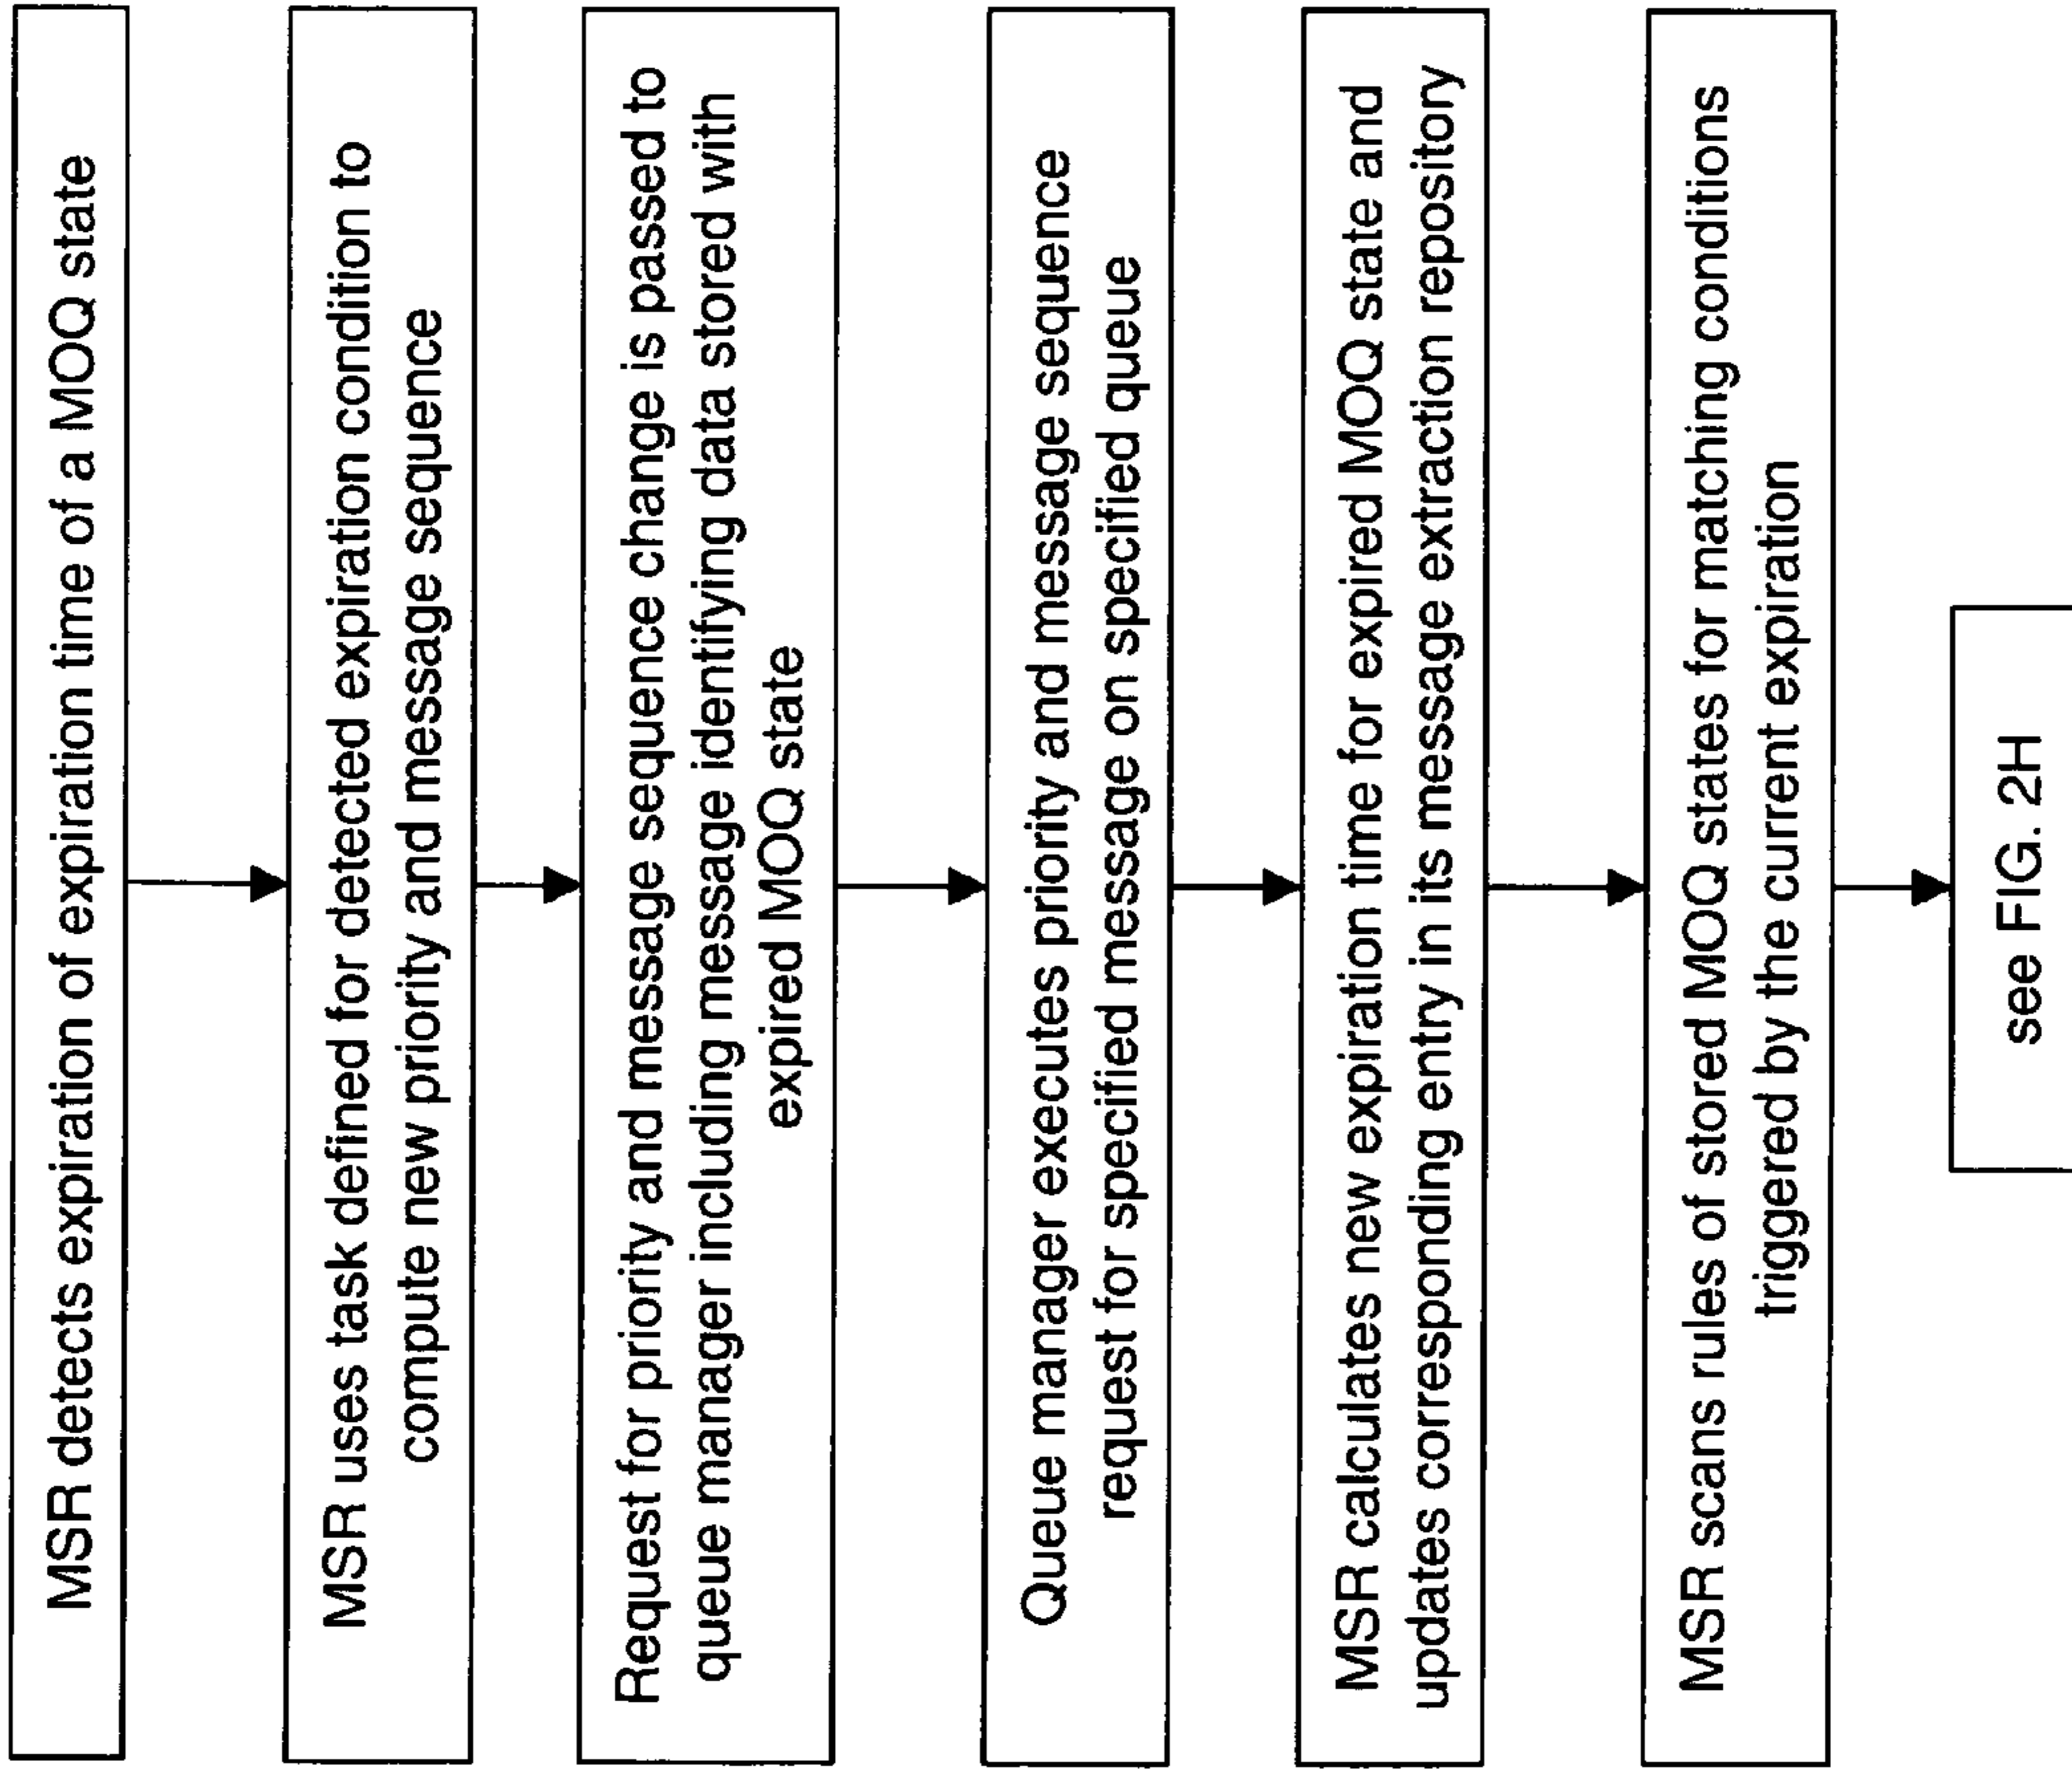 MSR detects expiration of expiration time of a MOQ state
MSR uses task defined for detected expiration condition to
compute new priority and message sequence
Request for priority and message sequence change is passed to
queue manager including message identifying data stored with
expired MOQ state
Queue manager executes priority and message sequence
request for specified message on specified queue
MSR calculates new expiration time for expired MOQ state and
updates corresponding entry in its message extraction repository
MSR scans rules of stored MOQ states for matching conditions
triggered by the current expiration
see FIG. 2H